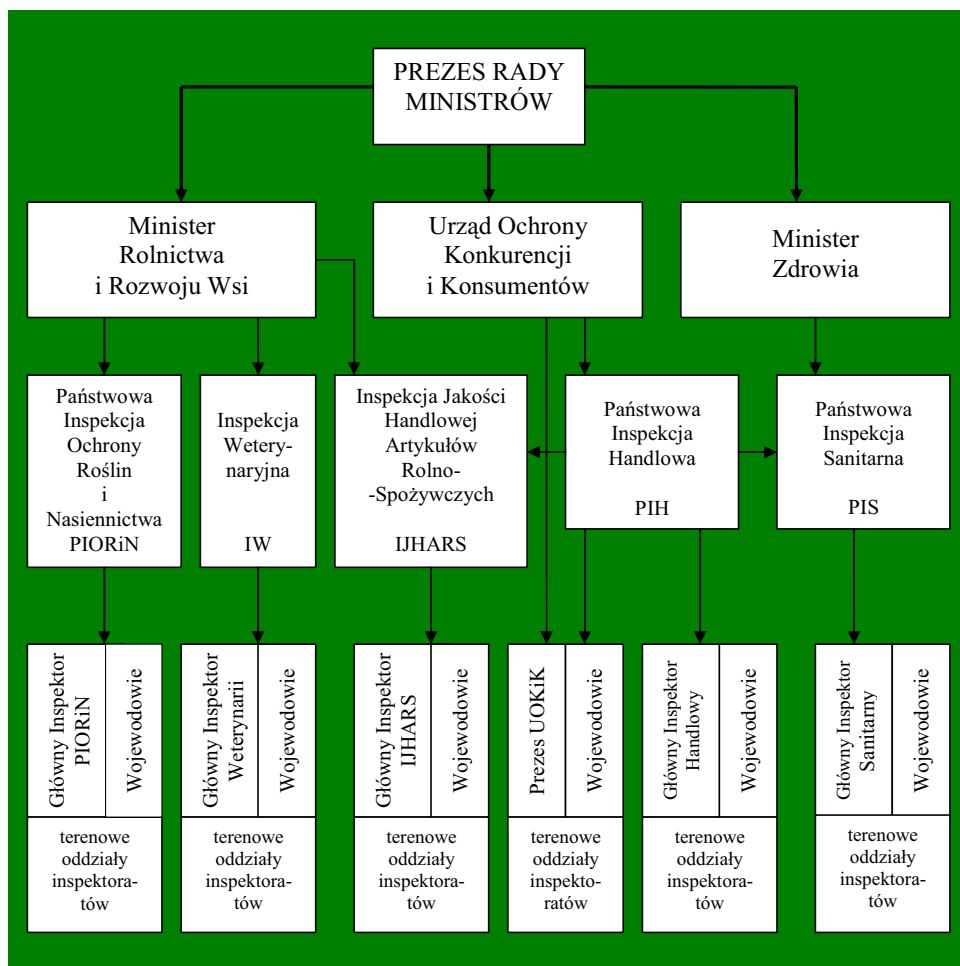 PREZES RADY
MINISTRÓW
Minister
Rolnictwa
i Rozwoju Wsi
Urząd Ochrony
Konkurencji
i Konsumentów
Minister
Zdrowia
Państwowa
Inspekcja
Ochrony
Roślin
i
Nasiennictwa
PIORiN
Inspekcja
Wetery-
naryjna
IW
Inspekcja Jakości
Handlowej
Artykułów
Rolno-
-Spożywczych
IJHARS
Państwowa
Inspekcja
Handlowa
PIH
Państwowa
Inspekcja
Sanitarna
PIS
Główny Inspektor
PIORiN
Wojewodowie
Główny Inspektor
Weterynarii
Wojewodowie
Główny Inspektor
IJHARS
Wojewodowie
Prezes UOKiK
Wojewodowie
Główny Inspektor
Handlowy
Wojewodowie
Główny Inspektor
Sanitarny
Wojewodowie
terenowe
oddziały
inspektora-
tów
terenowe
oddziały
inspektora-
tów
terenowe
oddziały
inspektora-
tów
terenowe
oddziały
inspekto-
ratów
terenowe
oddziały
inspektora-
tów
terenowe
oddziały
inspektora-
tów